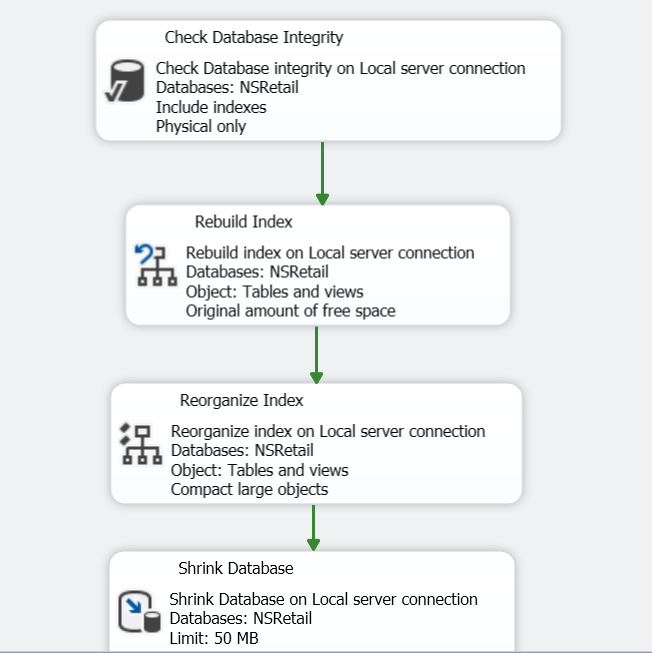 Check Database Integrity
Check Database integrity on Local server connection
Databases: NSRetail
Include indexes
Physical only
Rebuild Index
Rebuild index on Local server connection
Databases: NSRetail
Object: Tables and views
Original amount of free space
Reorganize Index
Reorganize index on Local server connection
Databases: NSRetail
Object: Tables and views
Compact large objects
Shrink Database
Shrink Database on Local server connection
Databases: NSRetail
Limit: 50 MB